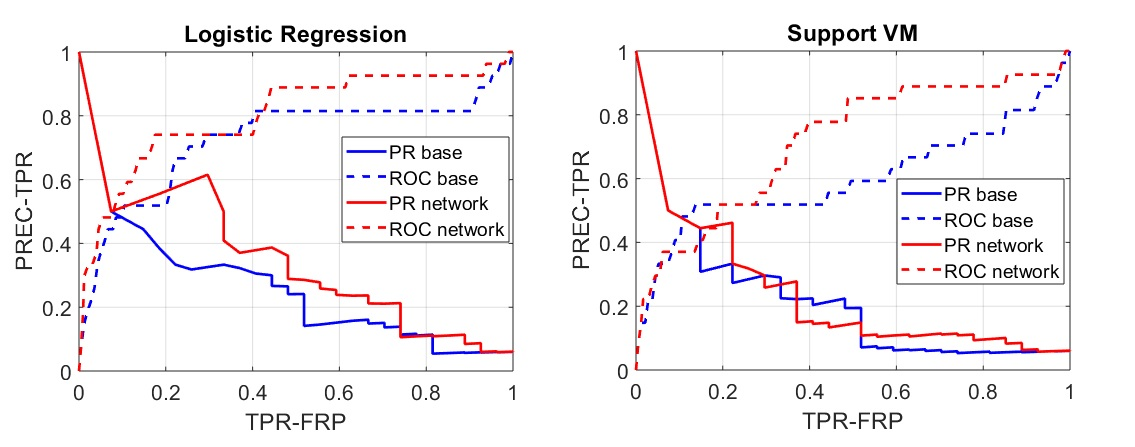 Logistic Regression
PREC-TPR
1
0.8
0.6
0.4
0.2
0
0
0.2
0.4
0.6
0.8
1
TPR-FRP
PR base
ROC base
PR network
ROC network
Support VM
PREC-TPR
1
0.8
0.6
0.4
0.2
0
0
0.2
0.4
0.6
0.8
1
TPR-FRP
PR base
ROC base
PR network
ROC network